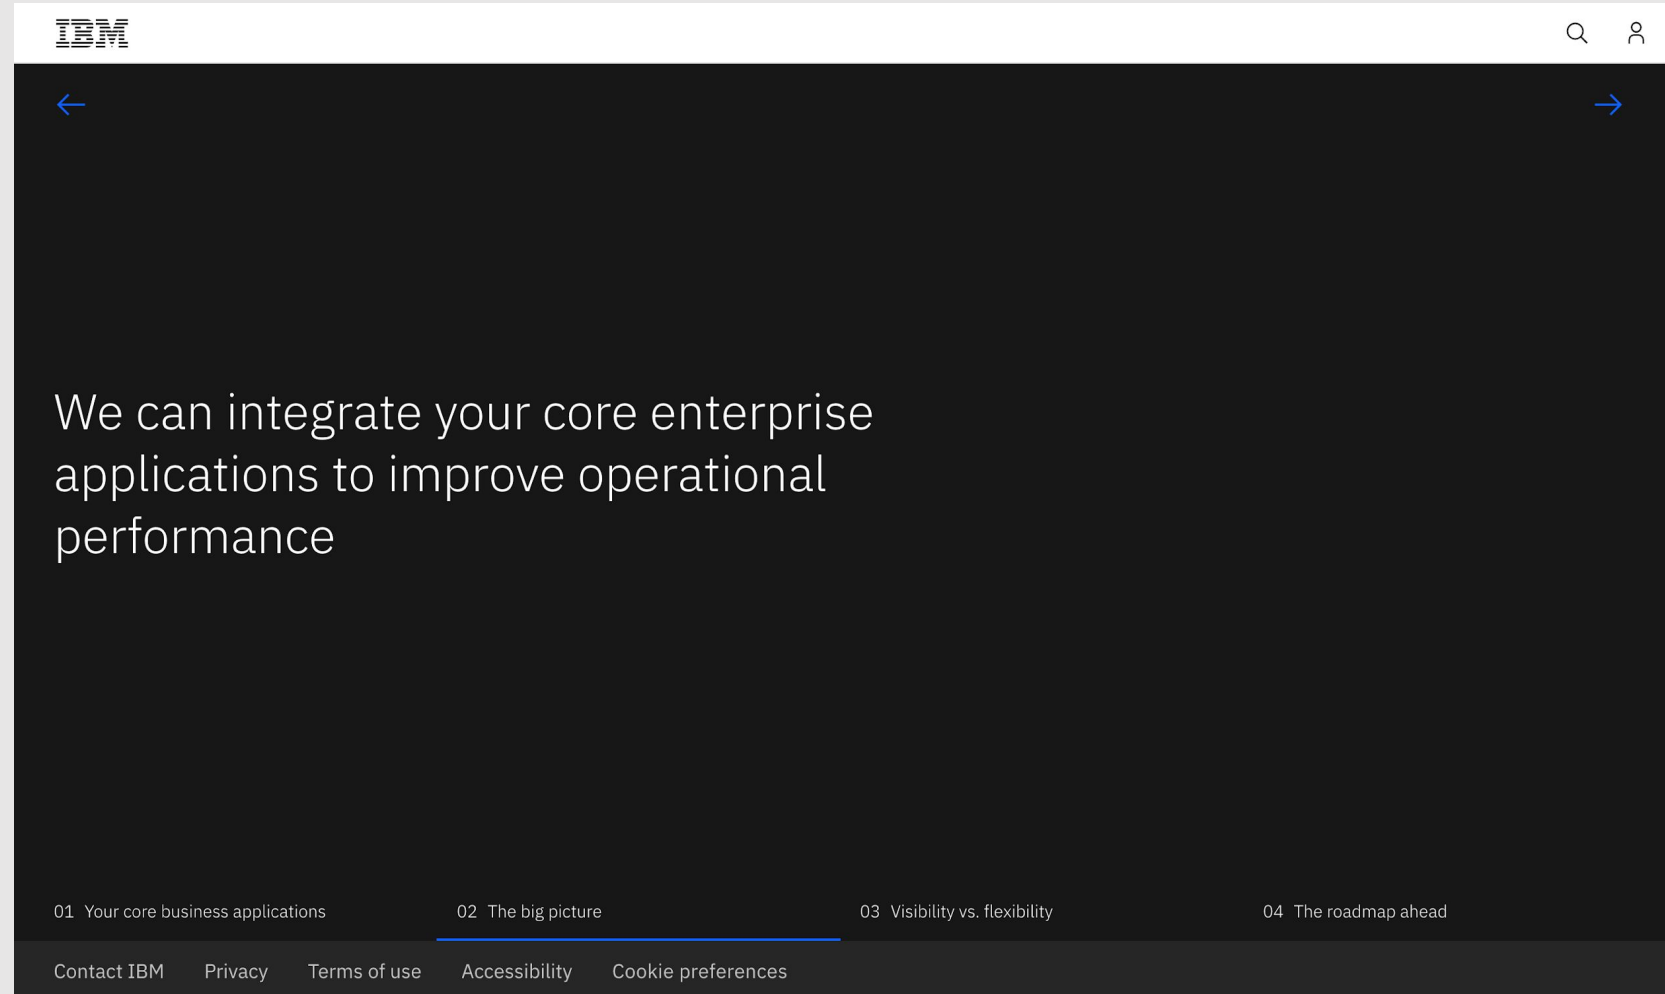 IBM
We can integrate your core enterprise
applications to improve operational
performance
01 Your core business applications
02 The big picture
03 Visibility vs. flexibility
04 The roadmap ahead
Contact IBM
Privacy
Terms of use
Accessibility
Cookie preferences